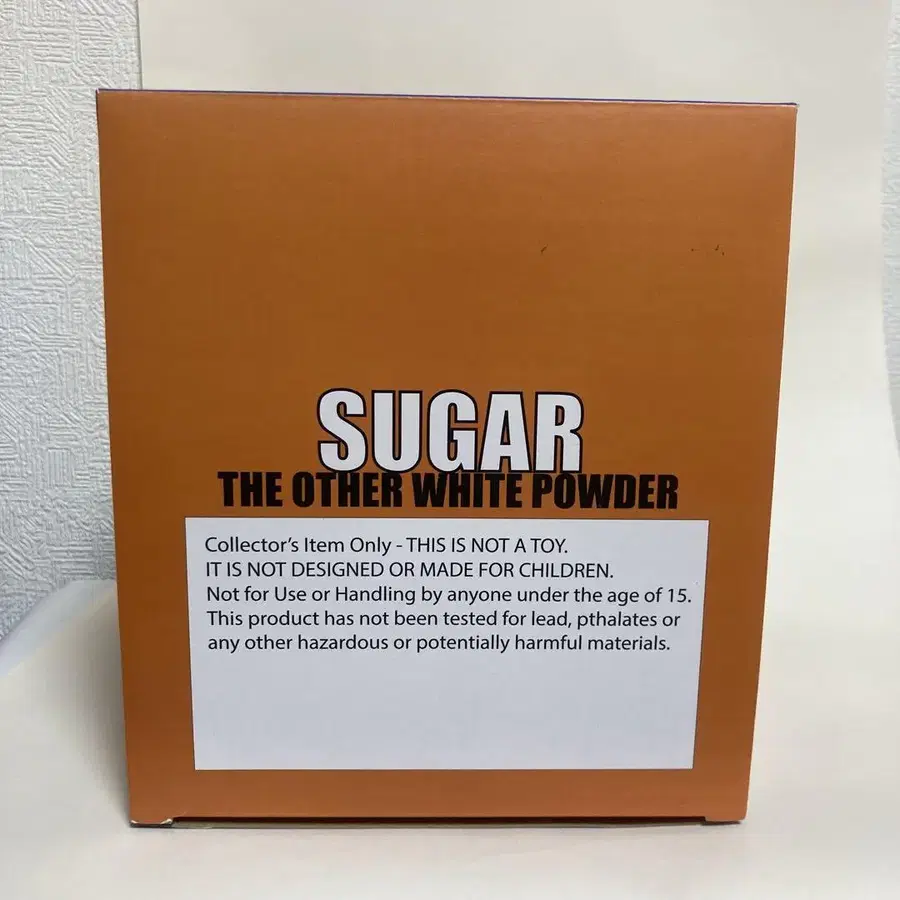 SUGAR
THE OTHER WHITE POWDER
Collector's Item Only - THIS IS NOT A TOY.
IT IS NOT DESIGNED OR MADE FOR CHILDREN.
Not for Use or Handling by anyone under the age of 15.
This product has not been tested for lead, pthalates or
any other hazardous or potentially harmful materials.